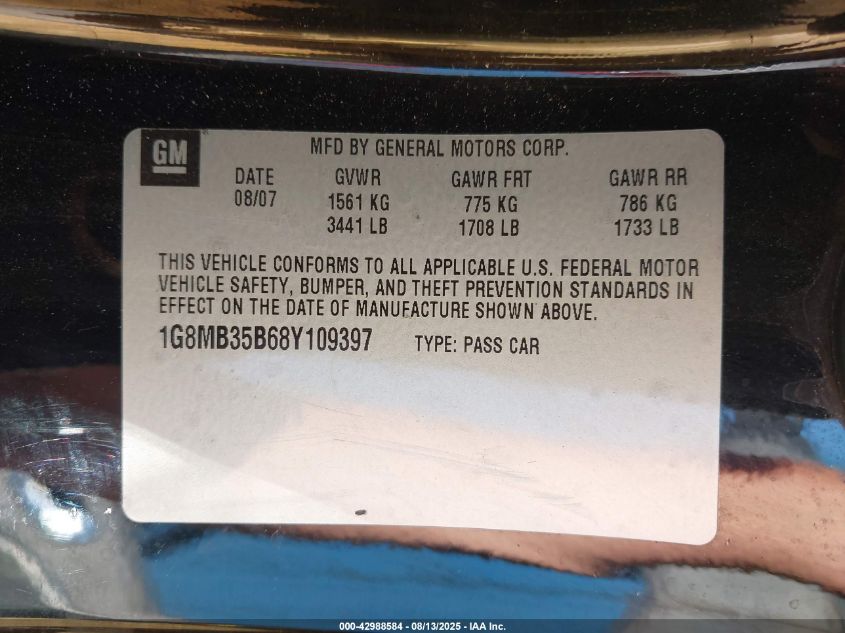 GM
MFD BY GENERAL MOTORS CORP.
DATE GVWR GAWR FRT GAWR RR
08/07 1561 KG 775 KG 786 KG
3441 LB 1708 LB 1733 LB
THIS VEHICLE CONFORMS TO ALL APPLICABLE U.S. FEDERAL MOTOR
VEHICLE SAFETY, BUMPER, AND THEFT PREVENTION STANDARDS IN
EFFECT ON THE DATE OF MANUFACTURE SHOWN ABOVE.
1G8MB35B68Y109397 TYPE: PASS CAR
000-42988584 - 08/13/2025 - IAA Inc.